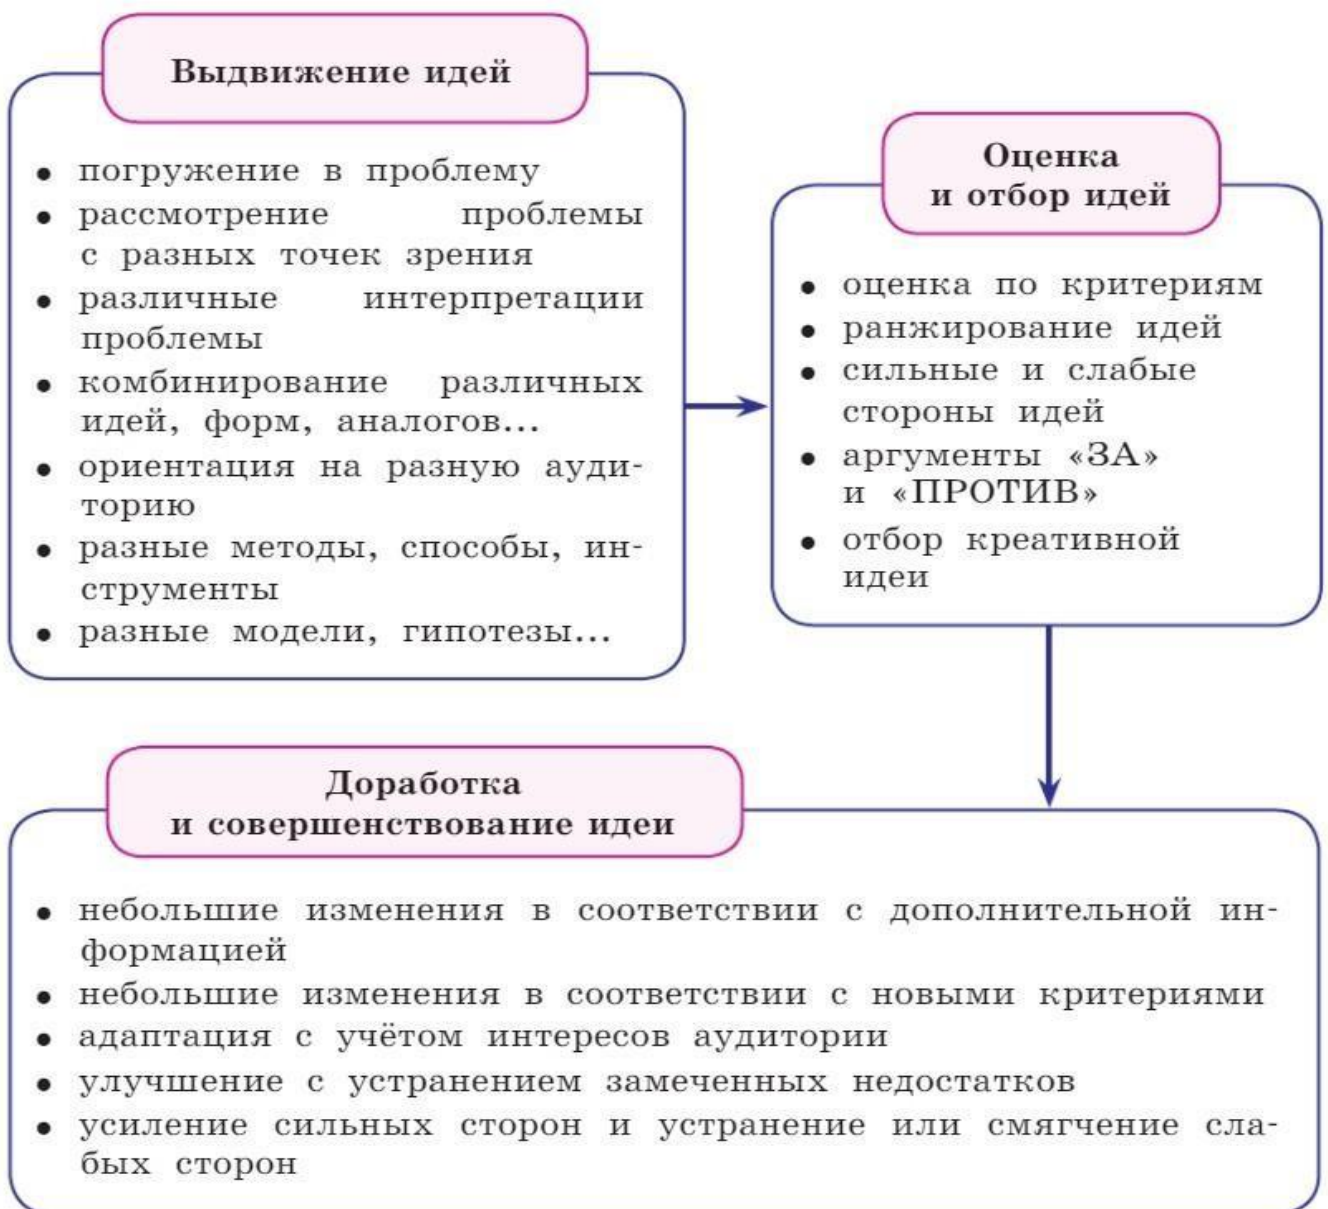 Выдвижение идей
• погружение в проблему
• рассмотрение проблемы
с разных точек зрения
• различные интерпретации
проблемы
• комбинирование различных
идей, форм, аналогов...
• ориентация на разную ауди-
торию
• разные методы, способы, ин-
струменты
• разные модели, гипотезы...
Оценка
и отбор идей
• оценка по критериям
• ранжирование идей
• сильные и слабые
стороны идей
• аргументы «ЗА»
и «ПРОТИВ»
• отбор креативной
идеи
Доработка
и совершенствование идеи
• небольшие изменения в соответствии с дополнительной ин-
формацией
• небольшие изменения в соответствии с новыми критериями
• адаптация с учётом интересов аудитории
• улучшение с устранением замеченных недостатков
• усиление сильных сторон и устранение или смягчение сла-
бых сторон